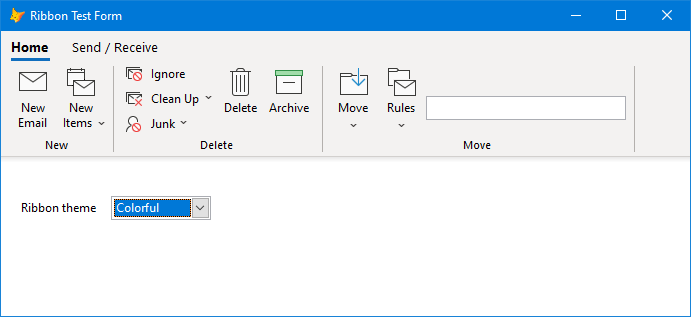 Ribbon Test Form
Home Send / Receive
New Email
New Items
Ignore
Clean Up
Junk
Delete
Archive
Move
Rules
New
Delete
Move
Ribbon theme Colorful